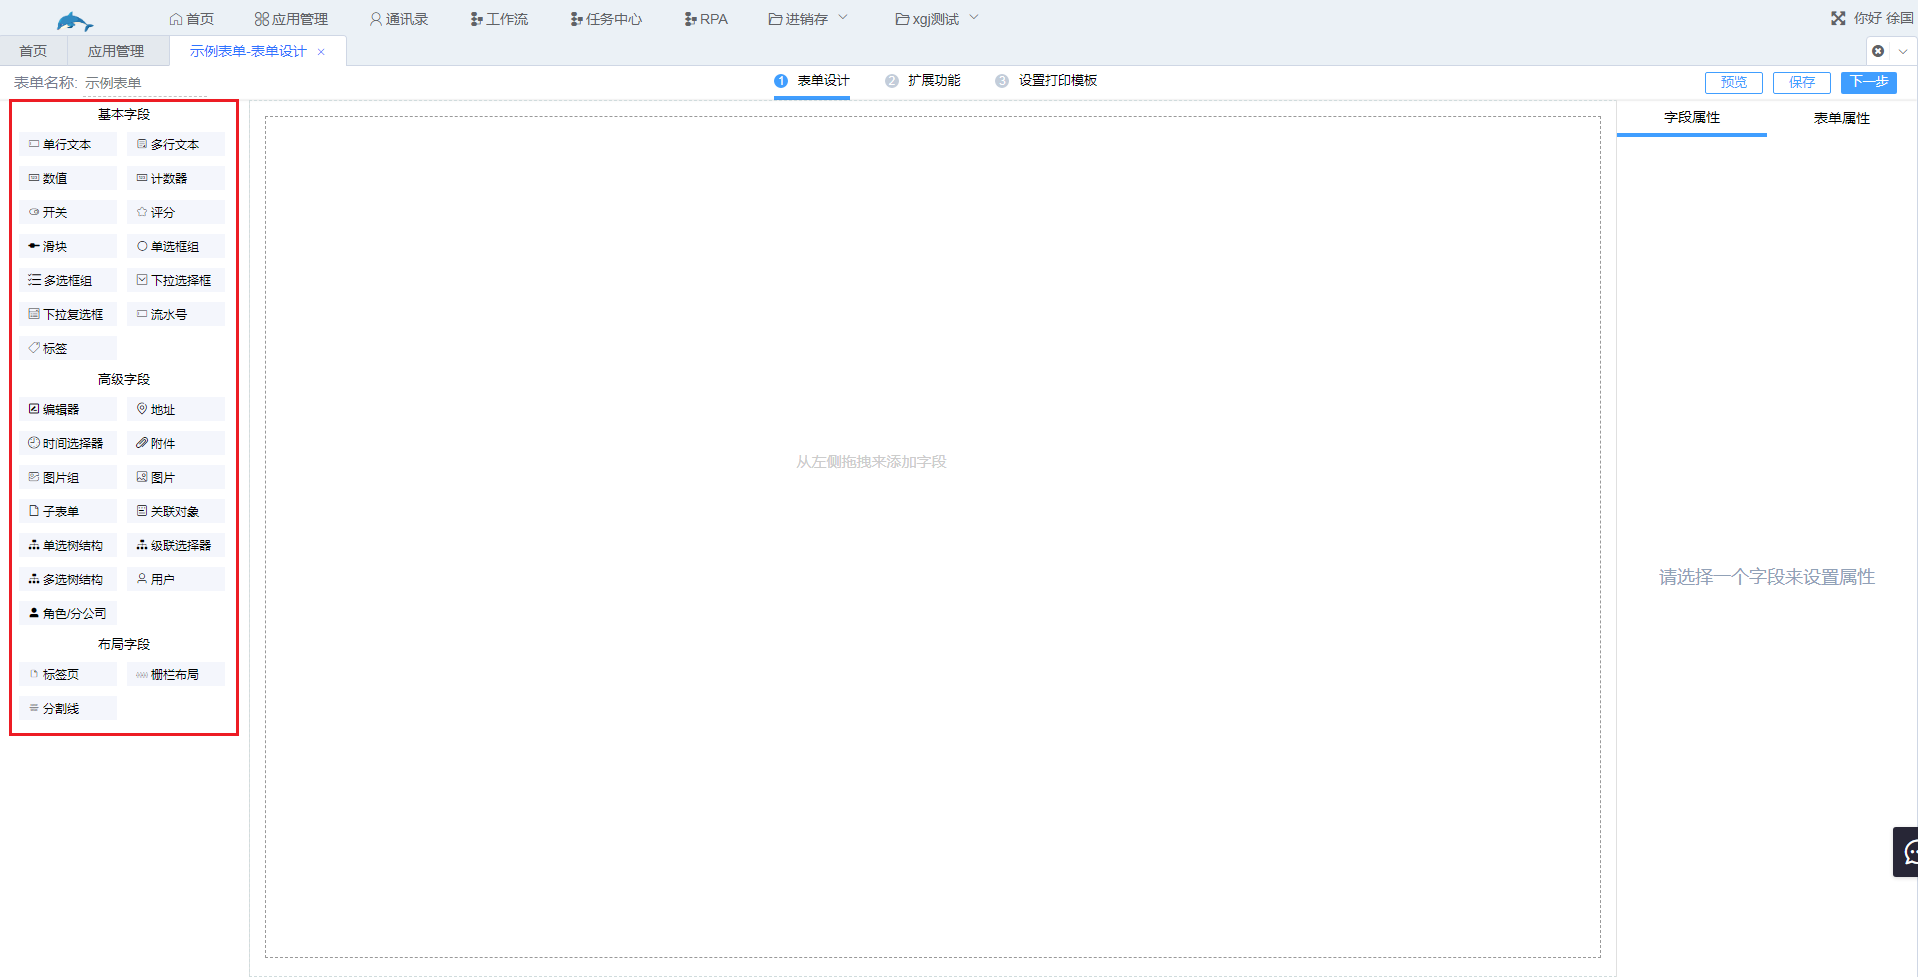 首页 应用管理 通讯录 工作流 任务中心 RPA 进销存 xgj测试 你好 徐国
首页 应用管理 示例表单-表单设计 ×
表单名称: 示例表单 1 表单设计 2 扩展功能 3 设置打印模板 预览 保存 下一步
基本字段
单行文本 多行文本
数值 计数器
开关 评分
滑块 单选框组
多选框组 下拉选择框
下拉复选框 流水号
标签
高级字段
编辑器 地址
时间选择器 附件
图片组 图片
子表单 关联对象
单选树结构 级联选择器
多选树结构 用户
角色/分公司
布局字段
标签页 栅栏布局
分割线
从左侧拖拽来添加字段
字段属性 表单属性
请选择一个字段来设置属性